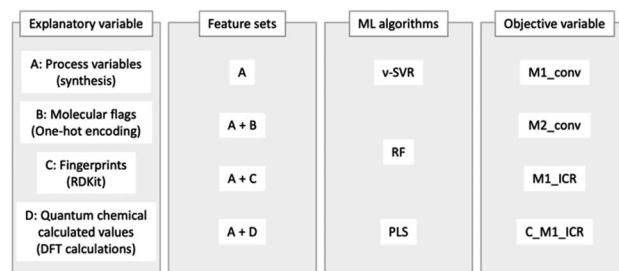 Explanatory variable
A: Process variables
(synthesis)
B: Molecular flags
(One-hot encoding)
C: Fingerprints
(RDKit)
D: Quantum chemical
calculated values
(DFT calculations)
Feature sets
A
A + B
A + C
A + D
ML algorithms
ν-SVR
RF
PLS
Objective variable
M1_conv
M2_conv
M1_ICR
C_M1_ICR